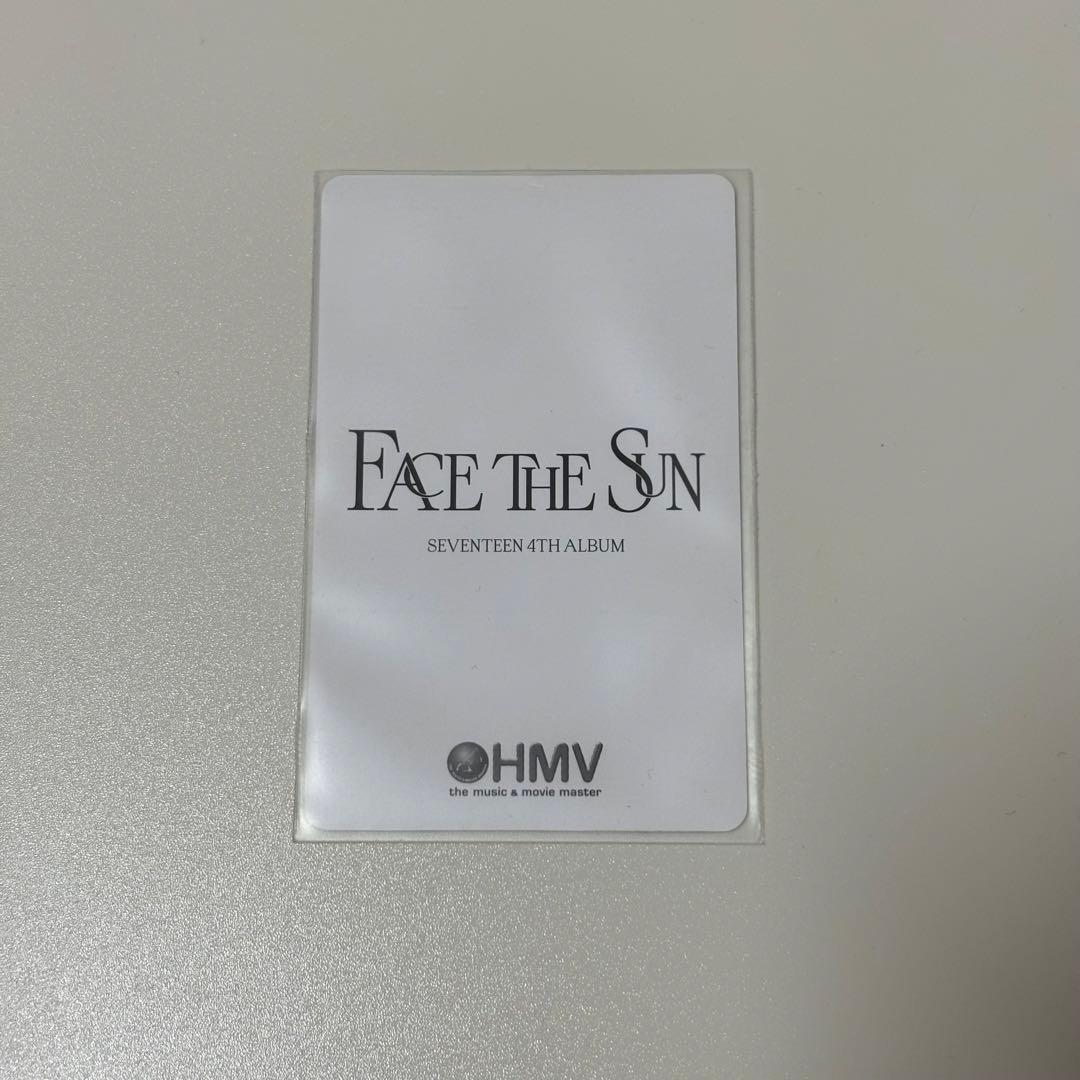 FACE THE SUN
SEVENTEEN 4TH ALBUM
HMV
the music & movie master